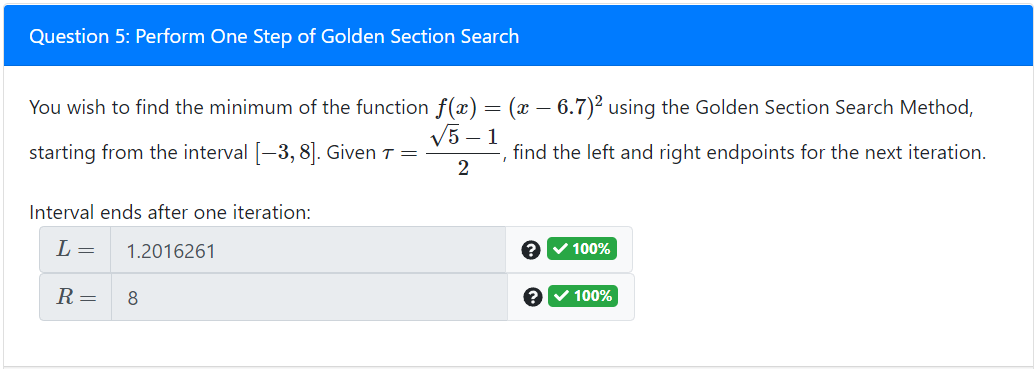 Question 5: Perform One Step of Golden Section Search
You wish to find the minimum of the function f(x) = (x − 6.7)² using the Golden Section Search Method,
starting from the interval [−3, 8]. Given τ = (√5 − 1)/2, find the left and right endpoints for the next iteration.
Interval ends after one iteration:
L = 1.2016261 ? ✓ 100%
R = 8 ? ✓ 100%